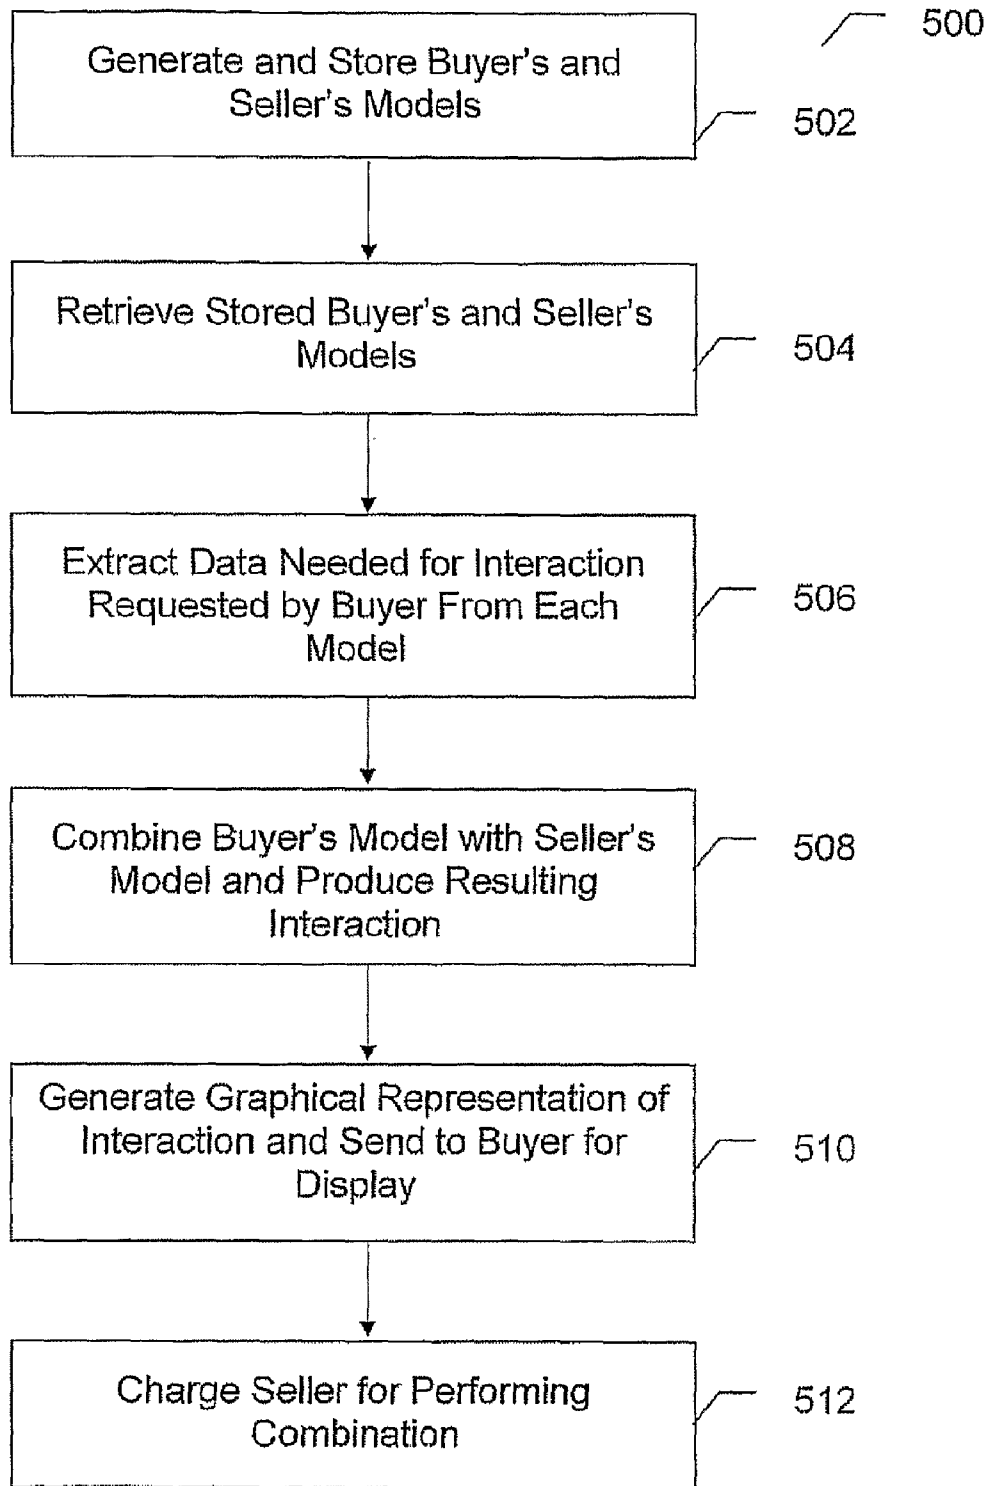 500
Generate and Store Buyer's and
Seller's Models
502
Retrieve Stored Buyer's and Seller's
Models
504
Extract Data Needed for Interaction
Requested by Buyer From Each
Model
506
Combine Buyer's Model with Seller's
Model and Produce Resulting
Interaction
508
Generate Graphical Representation of
Interaction and Send to Buyer for
Display
510
Charge Seller for Performing
Combination
512